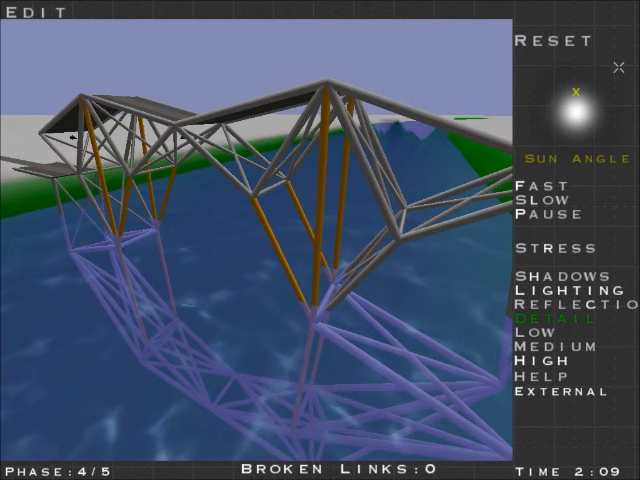 EDIT
RESET
X
SUN ANGLE
FAST
SLOW
PAUSE
STRESS
SHADOWS
LIGHTING
REFLECTIO
DETAIL
LOW
MEDIUM
HIGH
HELP
EXTERNAL
PHASE:4/5
BROKEN LINKS:0
TIME 2:09